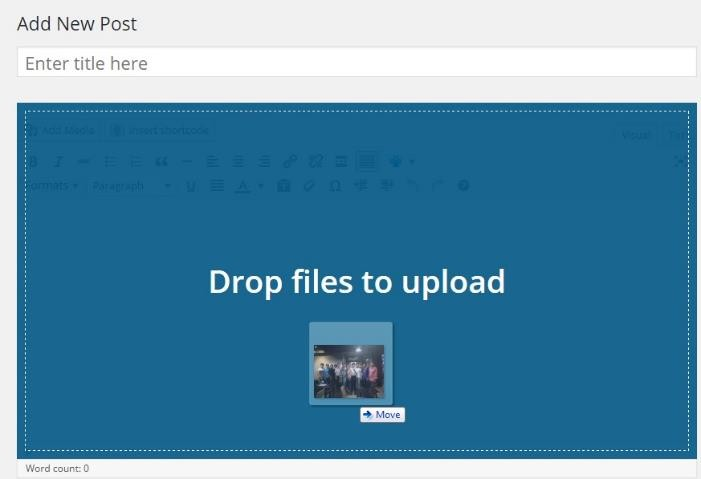 Add New Post
Enter title here
Add Media Insert shortcode
Visual
Formats Paragraph
Drop files to upload
Move
Word count: 0